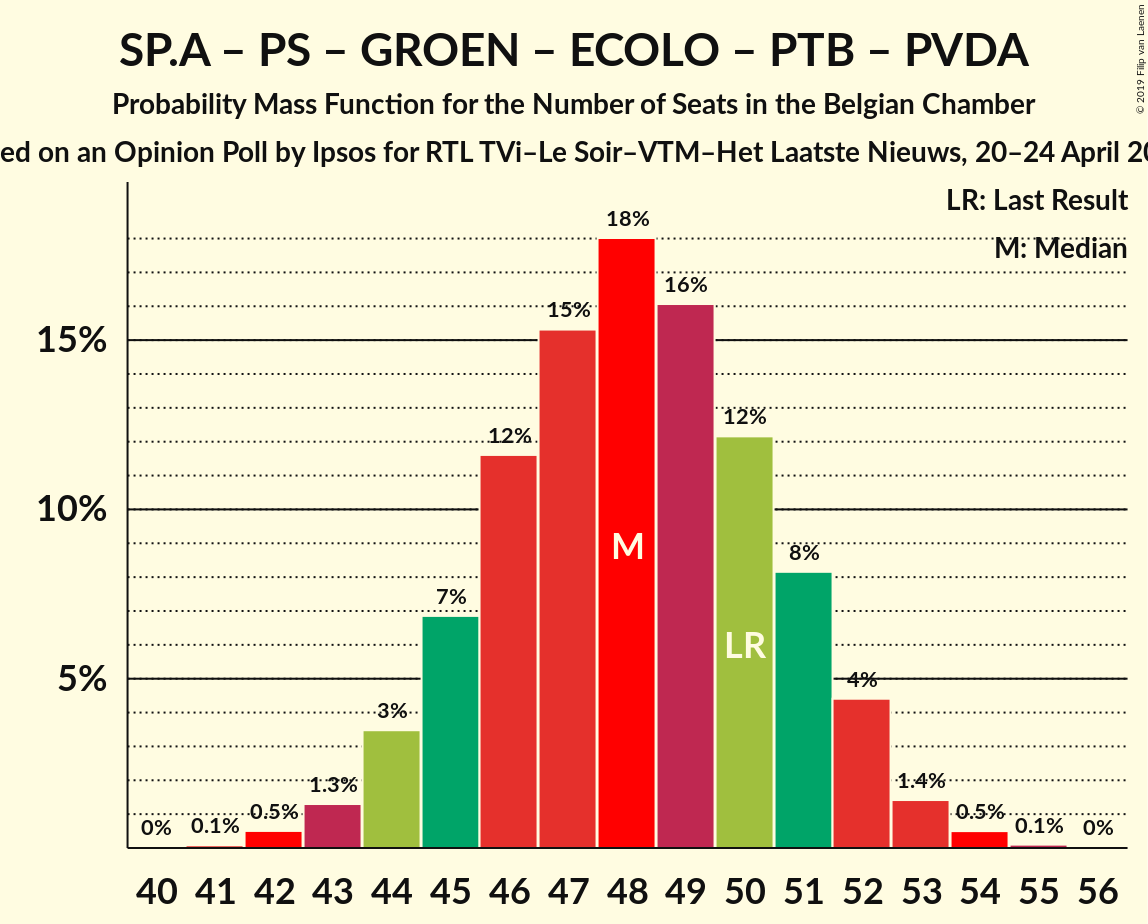 SP.A – PS – GROEN – ECOLO – PTB – PVDA
Probability Mass Function for the Number of Seats in the Belgian Chamber
ed on an Opinion Poll by Ipsos for RTL TVi–Le Soir–VTM–Het Laatste Nieuws, 20–24 April 20
© 2019 Filip van Laenen
LR: Last Result
M: Median
15%
10%
5%
0%
0.1%
0.5%
1.3%
3%
7%
12%
15%
18%
16%
12%
8%
4%
1.4%
0.5%
0.1%
0%
M
LR
40 41 42 43 44 45 46 47 48 49 50 51 52 53 54 55 56